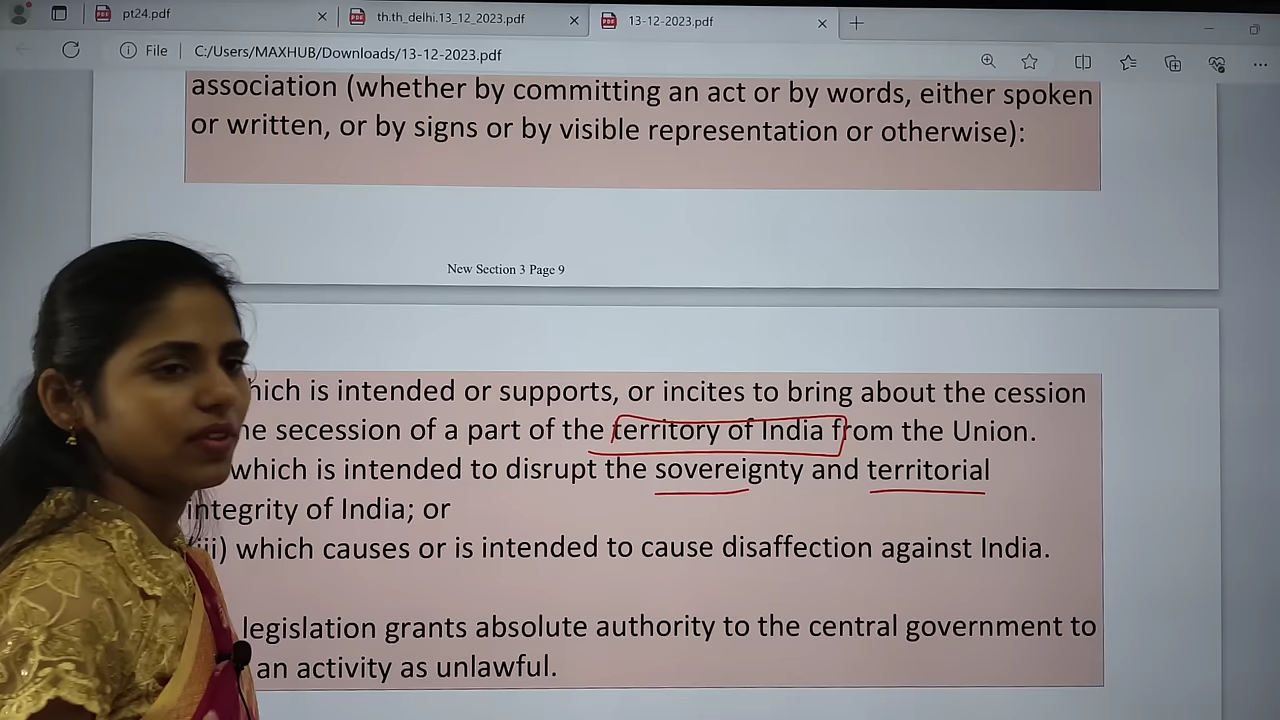 pt24.pdf
th.th_delhi.13_12_2023.pdf
13-12-2023.pdf
File
C:/Users/MAXHUB/Downloads/13-12-2023.pdf
association (whether by committing an act or by words, either spoken
or written, or by signs or by visible representation or otherwise):
New Section 3 Page 9
hich is intended or supports, or incites to bring about the cession
he secession of a part of the territory of India from the Union.
which is intended to disrupt the sovereignty and territorial
integrity of India; or
(iii) which causes or is intended to cause disaffection against India.
legislation grants absolute authority to the central government to
an activity as unlawful.